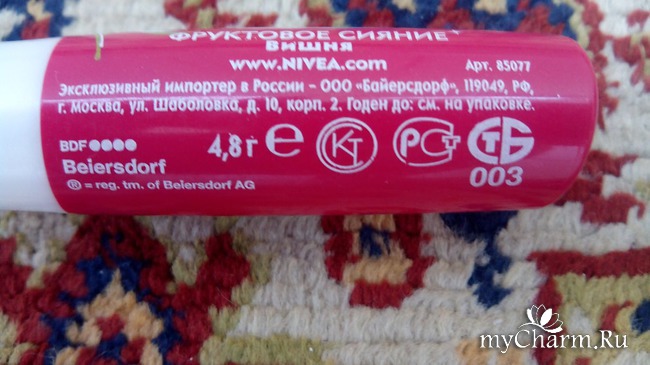 ФРУКТОВОЕ СИЯНИЕ
Вишня
www.NIVEA.com
Арт. 85077
Эксклюзивный импортер в России - ООО «Байерсдорф», 119049, РФ,
г. Москва, ул. Шаболовка, д. 10, корп. 2. Годен до: см. на упаковке.
BDF●●●●
Beiersdorf
4,8 г ℮
® = reg. tm. of Beiersdorf AG
003
myCharm.Ru